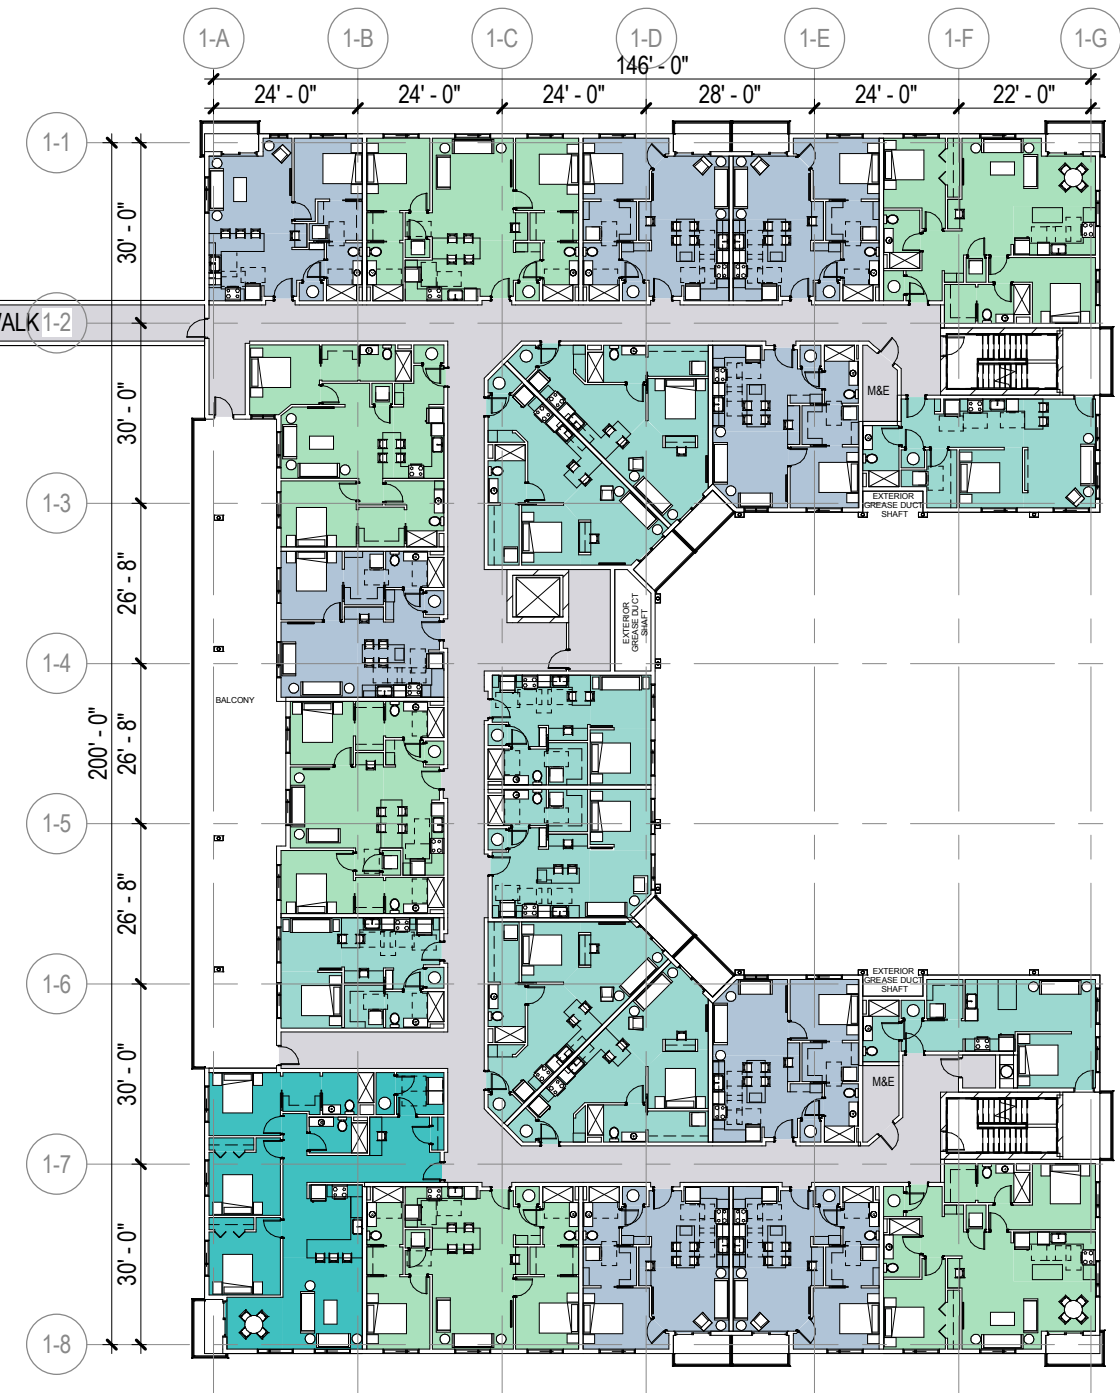 1-A
1-B
1-C
1-D
1-E
1-F
1-G
146' - 0"
24' - 0"
24' - 0"
24' - 0"
28' - 0"
24' - 0"
22' - 0"
1-1
30' - 0"
WALK
1-2
30' - 0"
M&E
1-3
EXTERIOR
GREASE DUCT
SHAFT
26' - 8"
EXTERIOR
GREASE DUCT
SHAFT
1-4
BALCONY
200' - 0"
26' - 8"
1-5
26' - 8"
1-6
EXTERIOR
GREASE DUCT
SHAFT
30' - 0"
M&E
1-7
30' - 0"
1-8